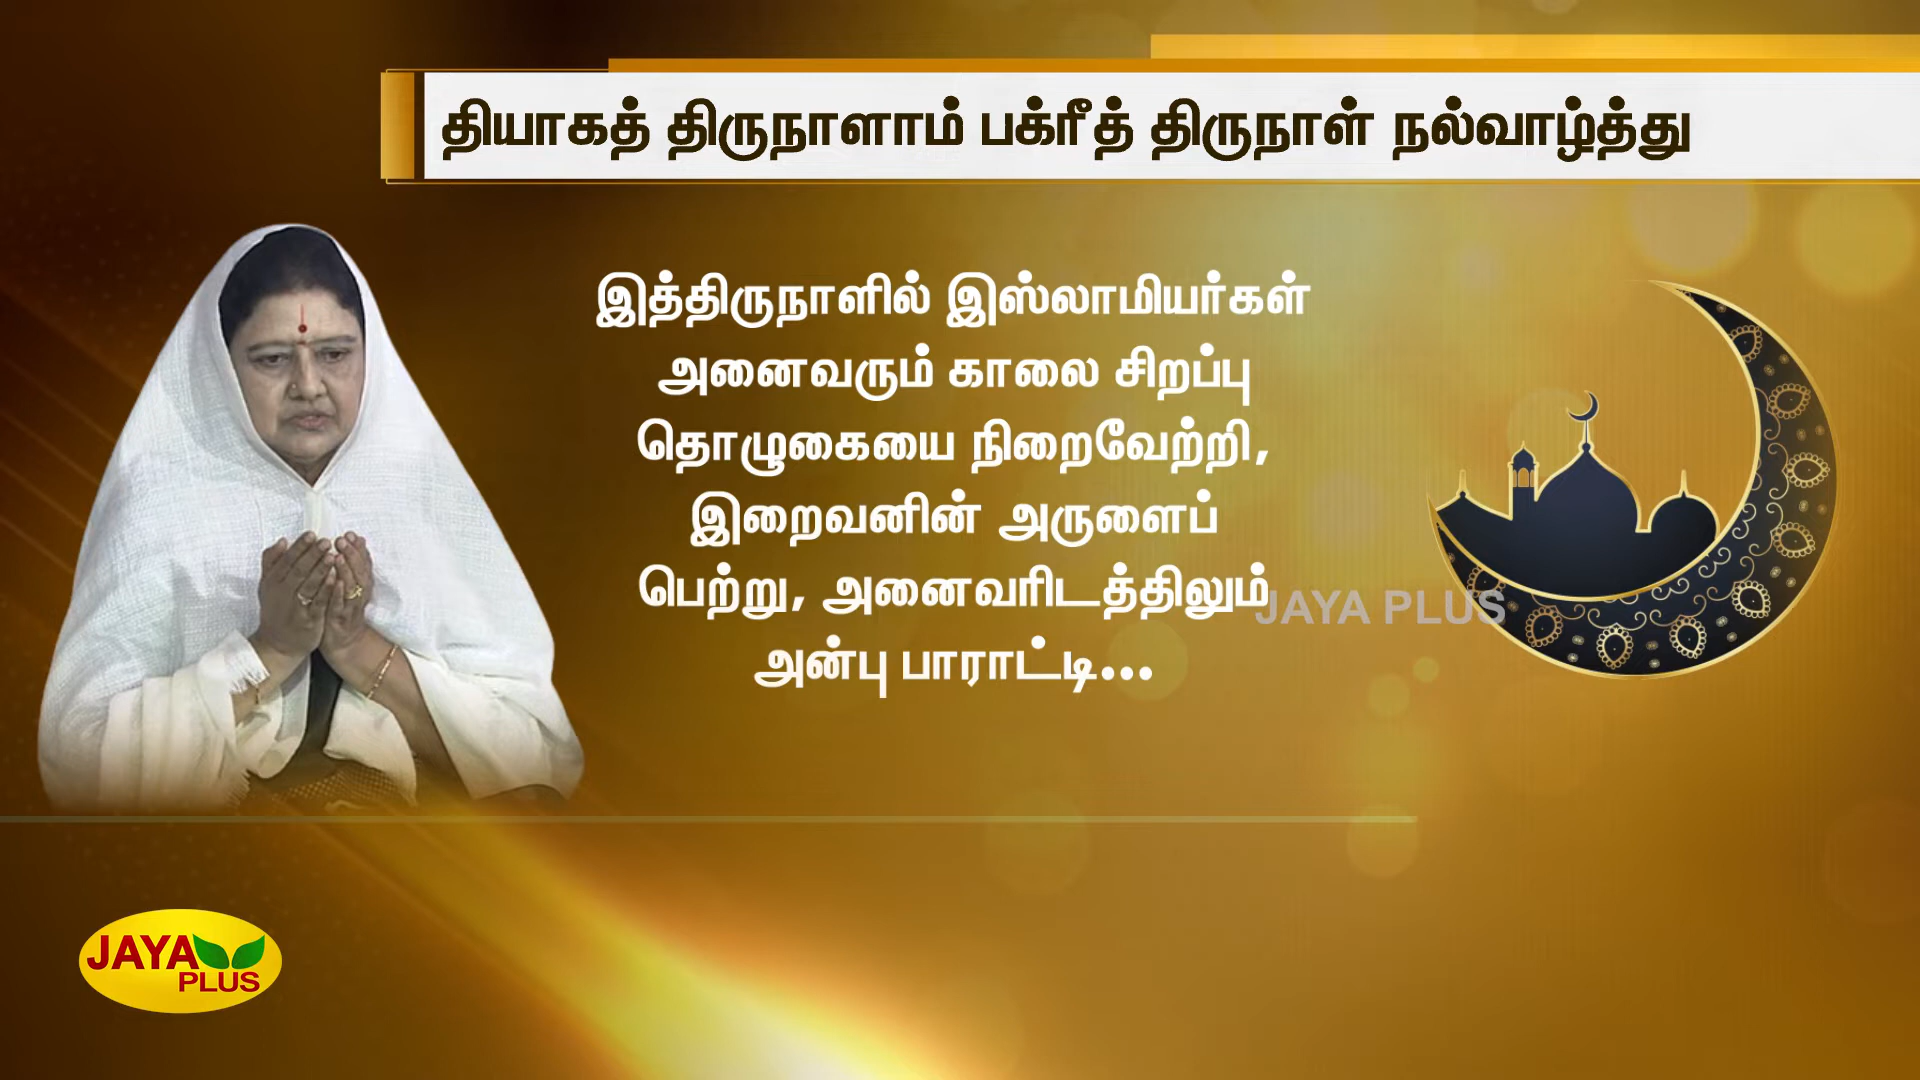 தியாகத் திருநாளாம் பக்ரீத் திருநாள் நல்வாழ்த்து
இத்திருநாளில் இஸ்லாமியர்கள்
அனைவரும் காலை சிறப்பு
தொழுகையை நிறைவேற்றி,
இறைவனின் அருளைப்
பெற்று, அனைவரிடத்திலும்
அன்பு பாராட்டி...
JAYA PLUS
JAYA
PLUS